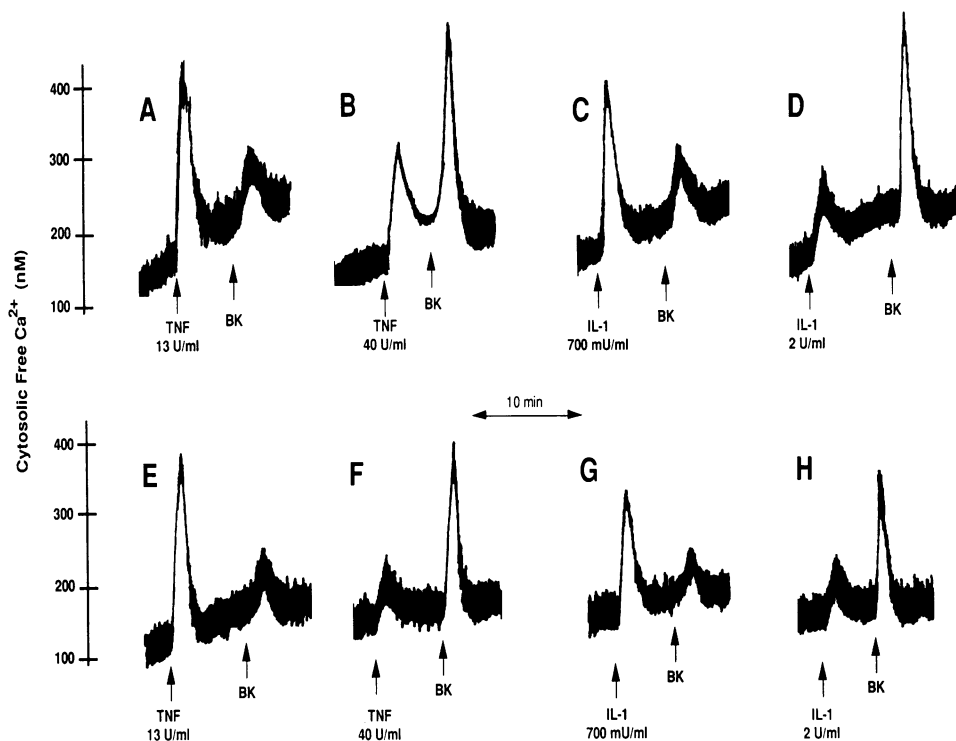 Cytosolic Free Ca2+ (nM)
400
300
200
100
A
B
C
D
TNF
13 U/ml
BK
TNF
40 U/ml
BK
IL-1
700 mU/ml
BK
IL-1
2 U/ml
BK
10 min
400
300
200
100
E
F
G
H
TNF
13 U/ml
BK
TNF
40 U/ml
BK
IL-1
700 mU/ml
BK
IL-1
2 U/ml
BK